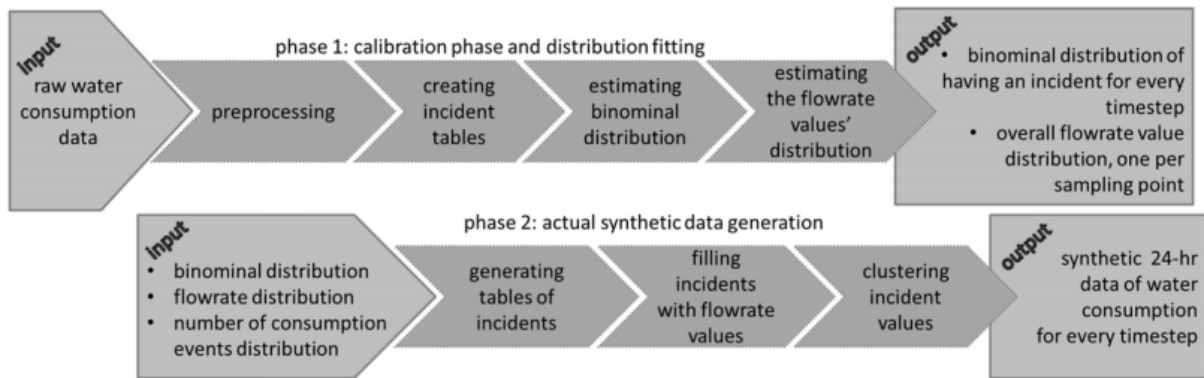 phase 1: calibration phase and distribution fitting
input
raw water
consumption
data
preprocessing
creating
incident
tables
estimating
binominal
distribution
estimating
the flowrate
values'
distribution
output
• binominal distribution of
having an incident for every
timestep
• overall flowrate value
distribution, one per
sampling point
phase 2: actual synthetic data generation
input
• binominal distribution
• flowrate distribution
• number of consumption
events distribution
generating
tables of
incidents
filling
incidents
with flowrate
values
clustering
incident
values
output
synthetic 24-hr
data of water
consumption
for every timestep